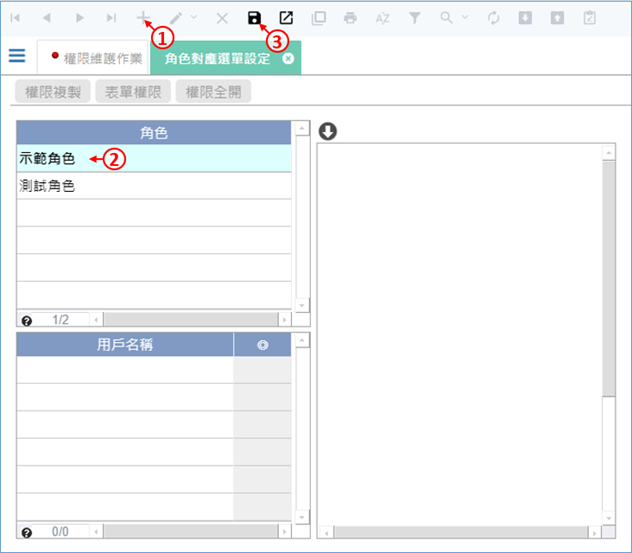 ①
③
權限維護作業
角色對應選單設定
權限複製
表單權限
權限全開
角色
示範角色
②
測試角色
1/2
用戶名稱
◎
0/0